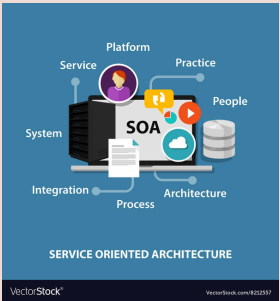 Platform
Service
Practice
People
System
SOA
Integration
Process
Architecture
SERVICE ORIENTED ARCHITECTURE
VectorStock®
VectorStock.com/8212557